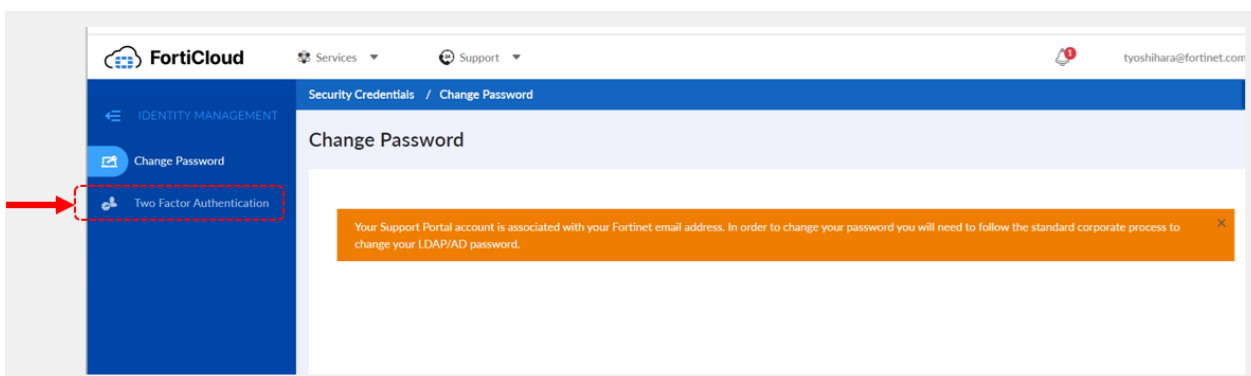 FortiCloud
Services
Support
1
tyoshihara@fortinet.com
Security Credentials / Change Password
IDENTITY MANAGEMENT
Change Password
Change Password
Two Factor Authentication
Your Support Portal account is associated with your Fortinet email address. In order to change your password you will need to follow the standard corporate process to
change your LDAP/AD password.